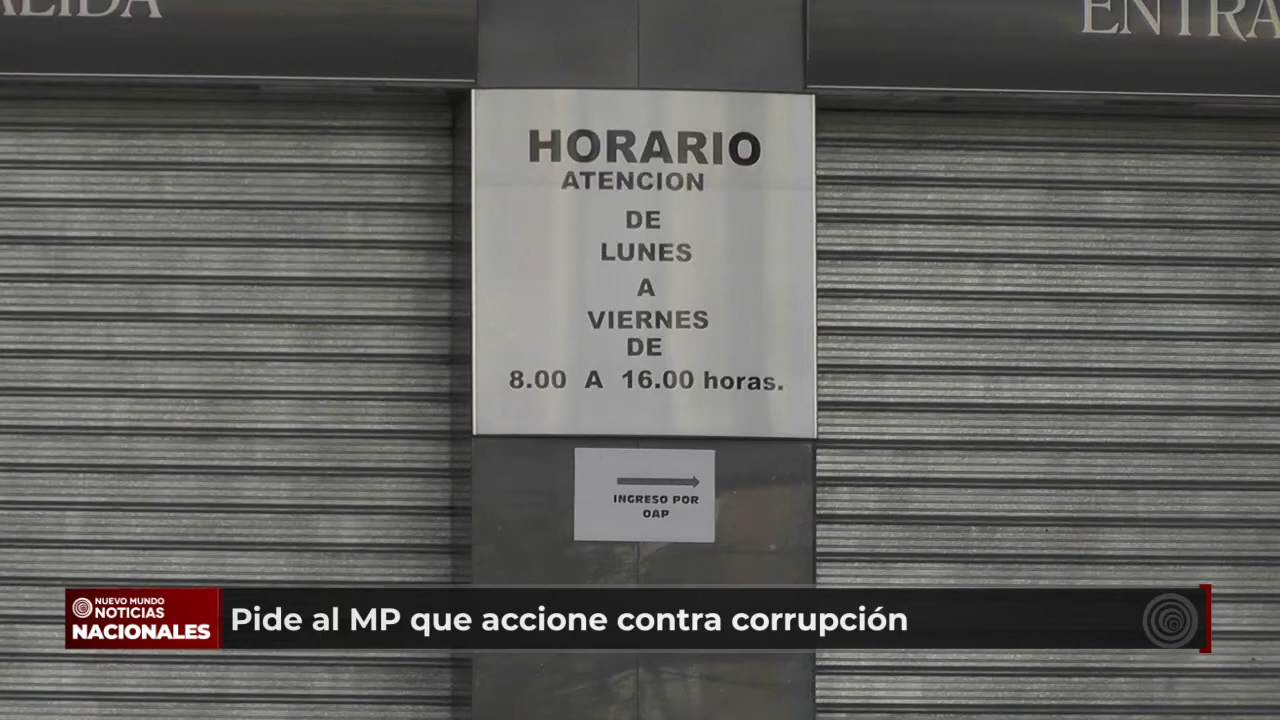 HORARIO
ATENCION
DE
LUNES
A
VIERNES
DE
8.00 A 16.00 horas.
INGRESO POR
OAP
NUEVO MUNDO
NOTICIAS
NACIONALES
Pide al MP que accione contra corrupción